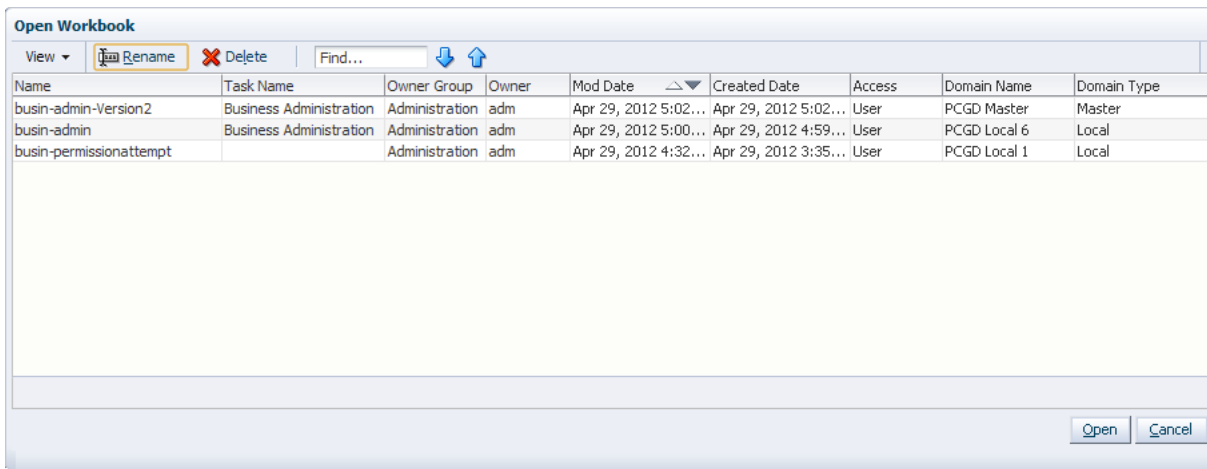 Open Workbook
View Rename Delete Find...
Name Task Name Owner Group Owner Mod Date Created Date Access Domain Name Domain Type
busin-admin-Version2 Business Administration Administration adm Apr 29, 2012 5:02... Apr 29, 2012 5:02... User PCGD Master Master
busin-admin Business Administration Administration adm Apr 29, 2012 5:00... Apr 29, 2012 4:59... User PCGD Local 6 Local
busin-permissionattempt Administration adm Apr 29, 2012 4:32... Apr 29, 2012 3:35... User PCGD Local 1 Local
Open Cancel